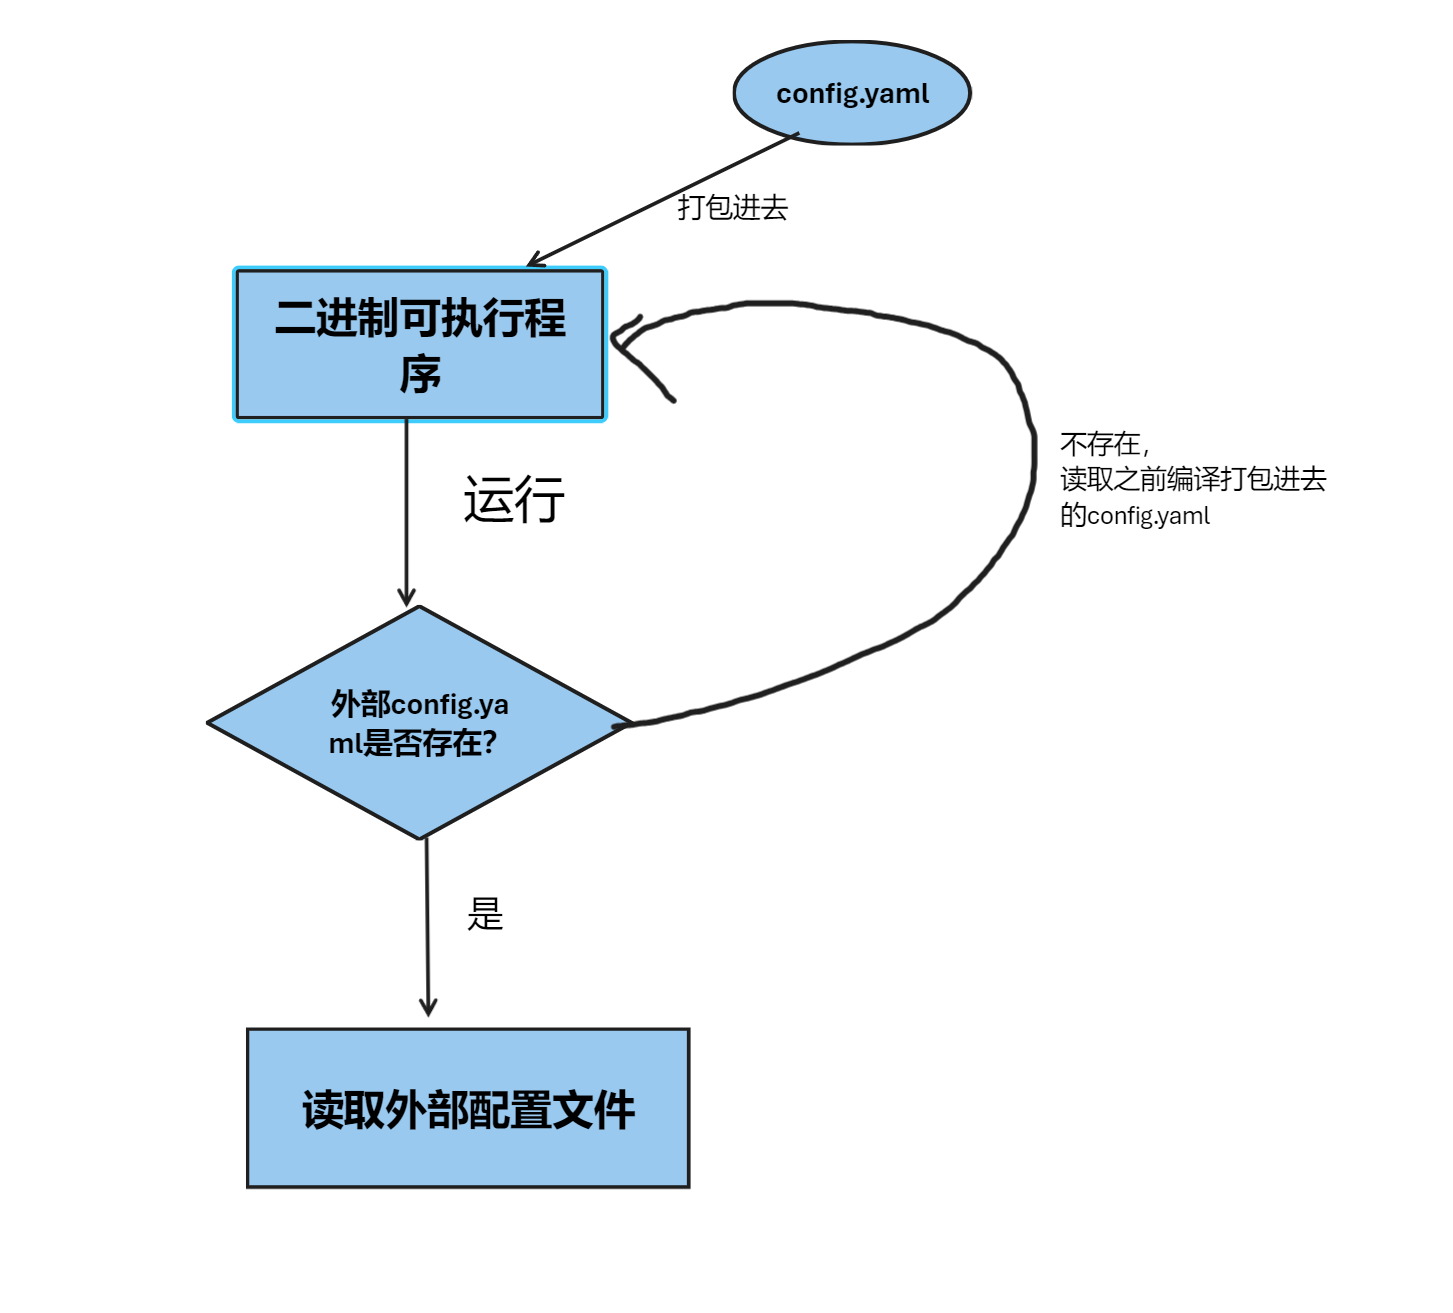 config.yaml
打包进去
二进制可执行程
序
运行
不存在，
读取之前编译打包进去
的config.yaml
外部config.ya
ml是否存在？
是
读取外部配置文件